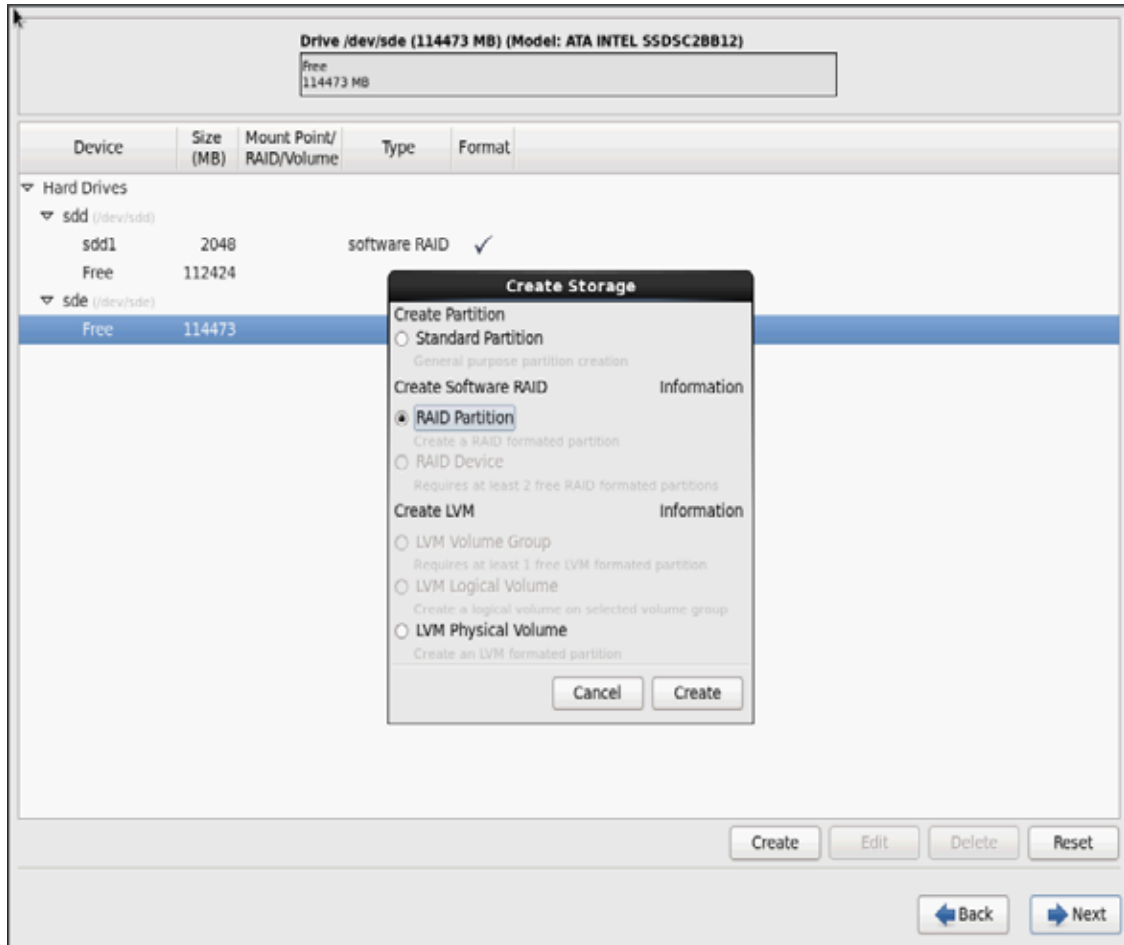 Drive /dev/sde (114473 MB) (Model: ATA INTEL SSDSC2BB12)
Free
114473 MB
Device Size (MB) Mount Point/ RAID/Volume Type Format
Hard Drives
sdd (/dev/sdd)
sdd1 2048 software RAID ✓
Free 112424
sde (/dev/sde)
Free 114473
Create Storage
Create Partition
Standard Partition
General purpose partition creation
Create Software RAID Information
RAID Partition
Create a RAID formated partition
RAID Device
Requires at least 2 free RAID formated partitions
Create LVM Information
LVM Volume Group
Requires at least 1 free LVM formated partition
LVM Logical Volume
Create a logical volume on selected volume group
LVM Physical Volume
Create an LVM formated partition
Cancel Create
Create Edit Delete Reset
Back Next